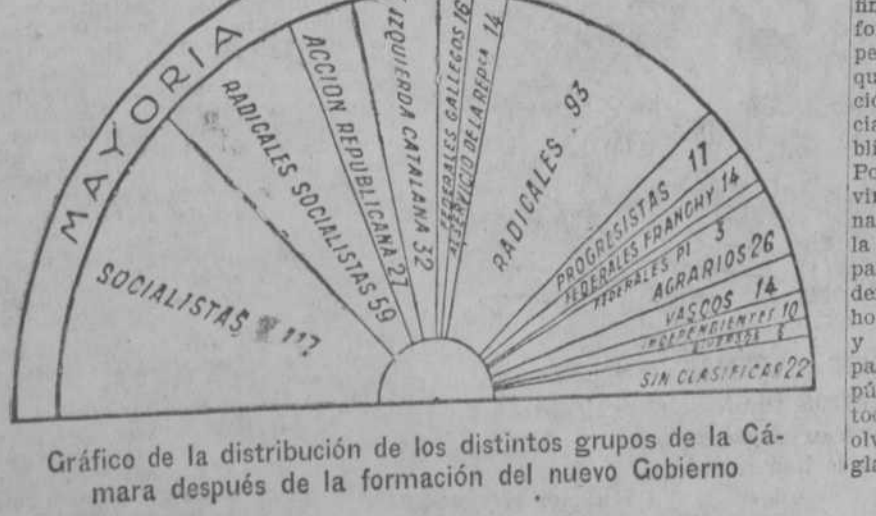 MAYORIA
SOCIALISTAS 117
RADICALES SOCIALISTAS 59
ACCION REPUBLICANA 27
IZQUIERDA CATALANA 32
FEDERALES GALLEGOS 16
AL SERVICIO DE LA REPCA 14
RADICALES. 93
PROGRESISTAS
FEDERALES FRANCHY 14
FEDERALES PI 3
AGRARIOS 26
VASCOS 14
INDEPENDIENTES 10
SIN CLASIFICAR 22
Gráfico de la distribución de los distintos grupos de la Cá-
mara después de la formación del nuevo Gobierno